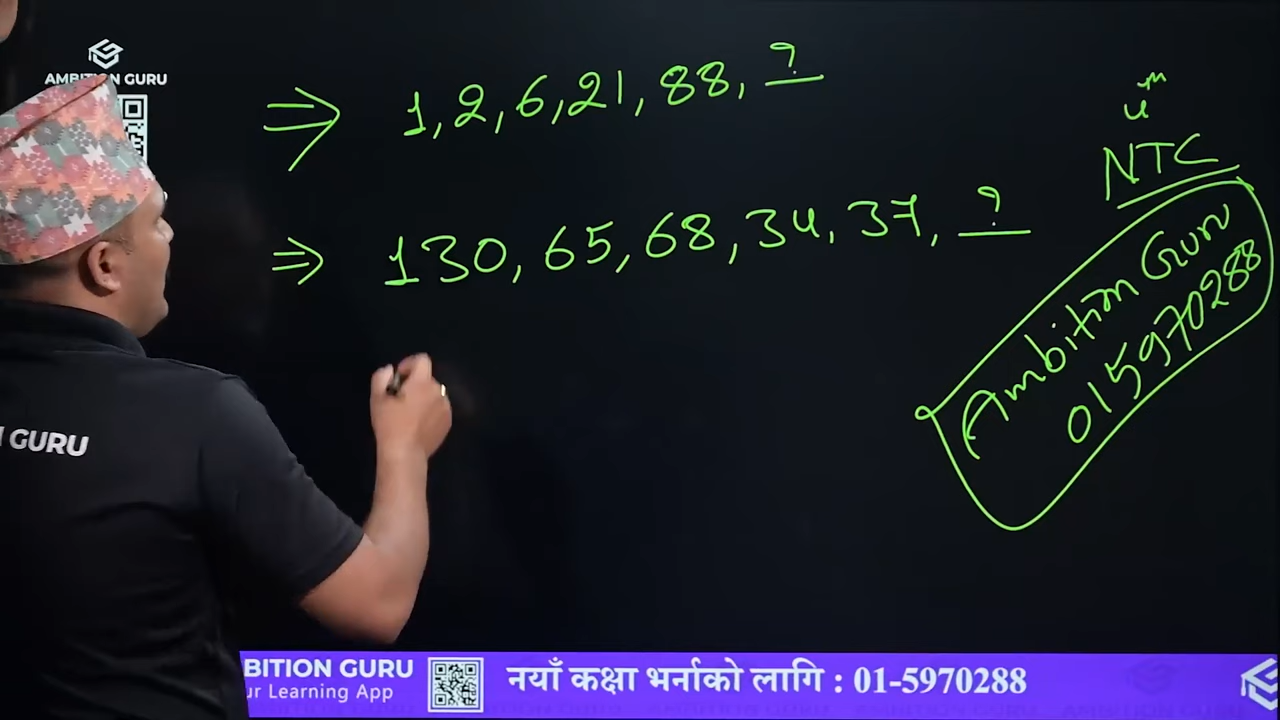 AMBITION GURU
⇒ 1, 2, 6, 21, 88, ?
u^m
NTC
⇒ 130, 65, 68, 34, 37, ?
Ambition Guru
015970288
GURU
BITION GURU
ur Learning App
नयाँ कक्षा भर्नाको लागि : 01-5970288